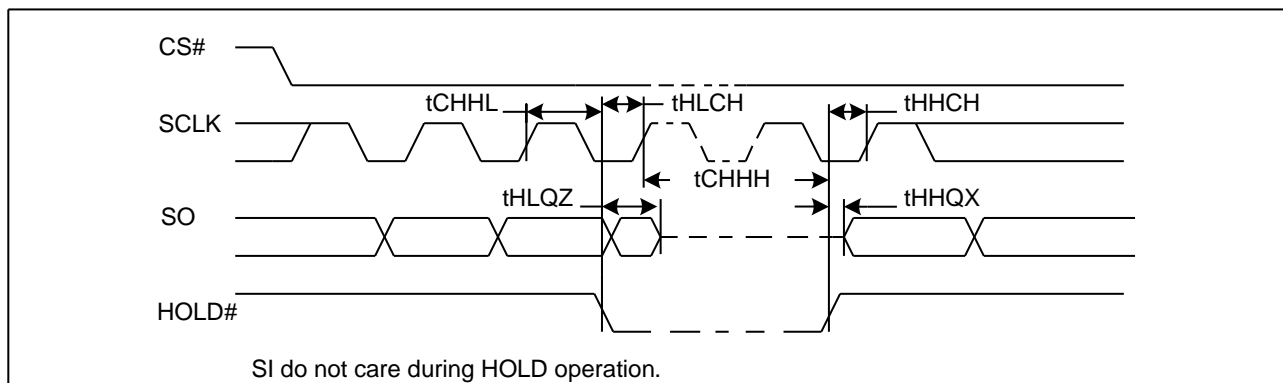 CS#
tCHHL
tHLCH
tHHCH
SCLK
tCHHH
tHLQZ
tHHQX
SO
HOLD#
SI do not care during HOLD operation.